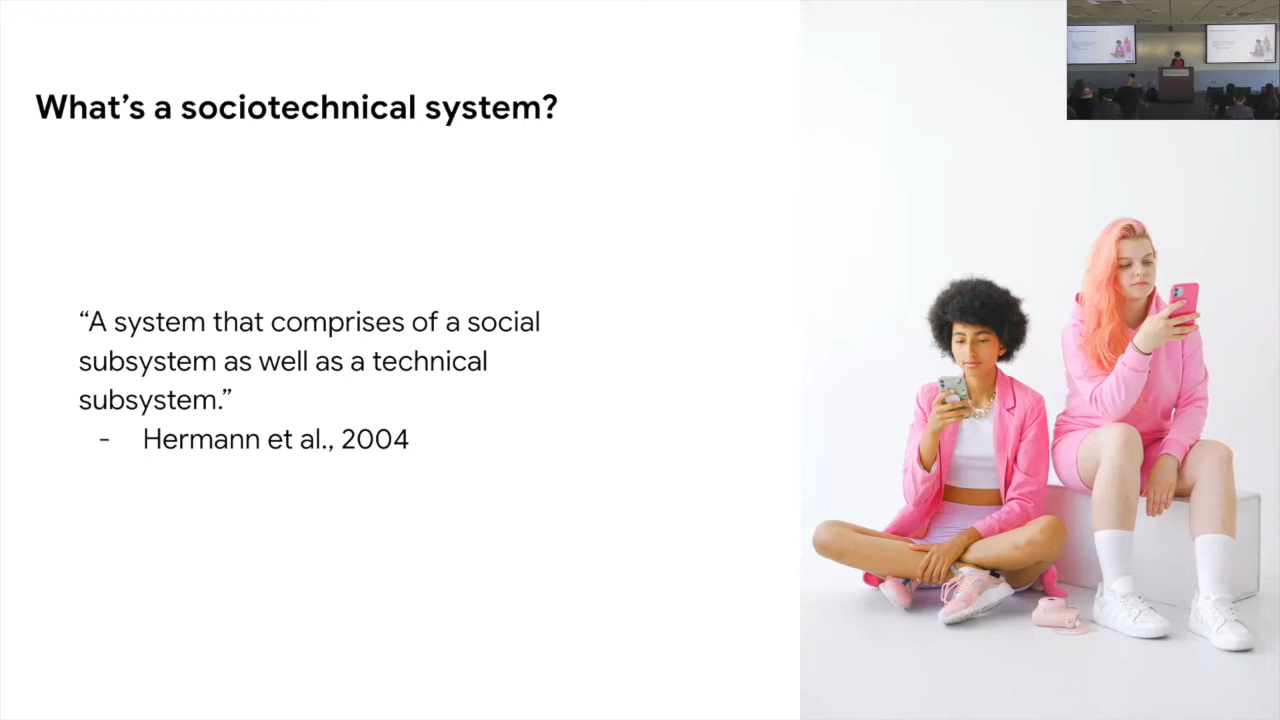 What’s a sociotechnical system?
“A system that comprises of a social
subsystem as well as a technical
subsystem.”
- Hermann et al., 2004